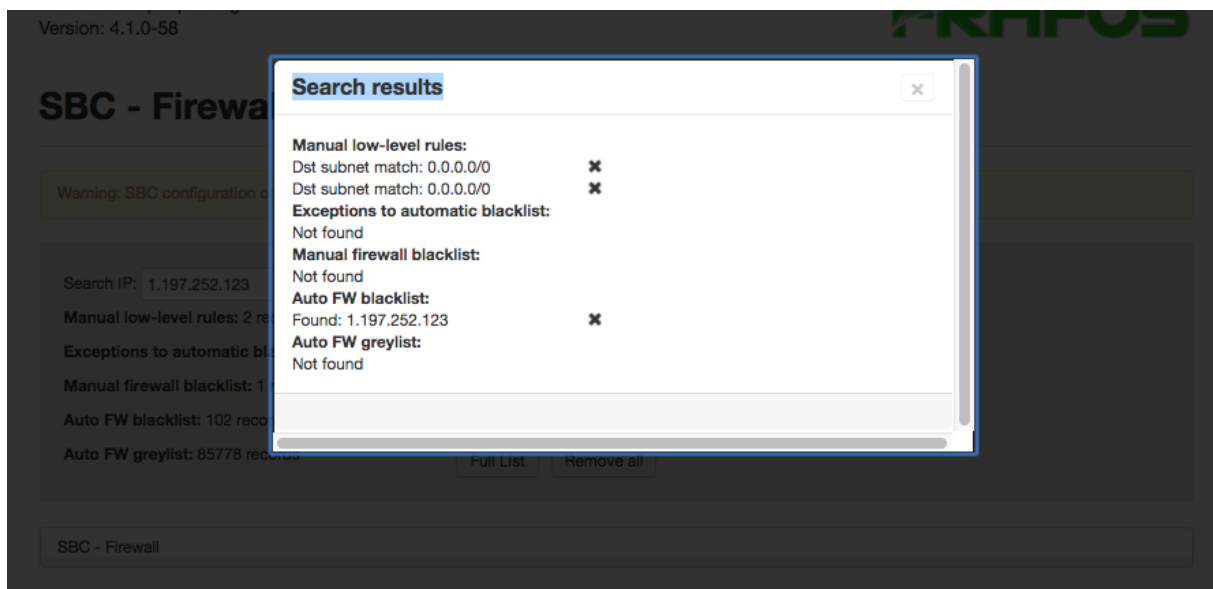 Version: 4.1.0-58
SBC - Firewa
Warning: SBC configuration c
Search IP: 1.197.252.123
Manual low-level rules: 2 re
Exceptions to automatic bl
Manual firewall blacklist: 1
Auto FW blacklist: 102 reco
Auto FW greylist: 85778 records
Full List Remove all
SBC - Firewall
Search results
×
Manual low-level rules:
Dst subnet match: 0.0.0.0/0 ✖
Dst subnet match: 0.0.0.0/0 ✖
Exceptions to automatic blacklist:
Not found
Manual firewall blacklist:
Not found
Auto FW blacklist:
Found: 1.197.252.123 ✖
Auto FW greylist:
Not found